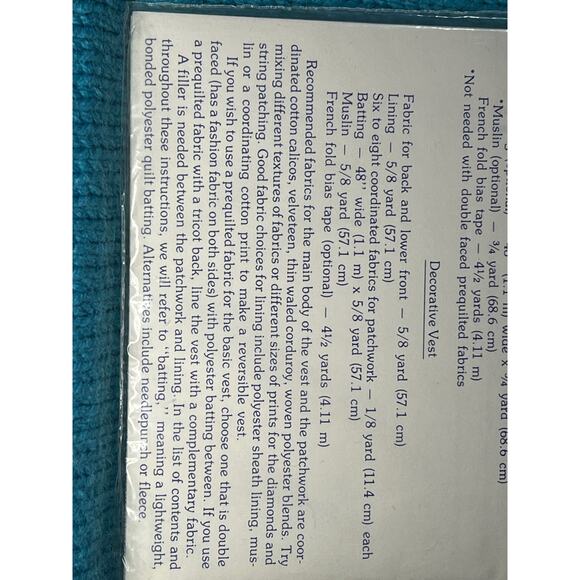 40" (1.1 m) wide x ¾ yard (68.6 cm)
*Muslin (optional) — ¾ yard (68.6 cm)
French fold bias tape — 4½ yards (4.11 m)
*Not needed with double faced prequilted fabrics
Decorative Vest
Fabric for back and lower front — 5/8 yard (57.1 cm)
Lining — 5/8 yard (57.1 cm)
Six to eight coordinated fabrics for patchwork — 1/8 yard (11.4 cm) each
Batting — 48" wide (1.1 m) x 5/8 yard (57.1 cm)
Muslin — 5/8 yard (57.1 cm)
French fold bias tape (optional) — 4½ yards (4.11 m)
Recommended fabrics for the main body of the vest and the patchwork are coor-
dinated cotton calicos, velveteen, thin waled corduroy, woven polyester blends. Try
mixing different textures of fabrics or different sizes of prints for the diamonds and
string patching. Good fabric choices for lining include polyester sheath lining, mus-
lin or a coordinating cotton print to make a reversible vest.
If you wish to use a prequilted fabric for the basic vest, choose one that is double
faced (has a fashion fabric on both sides) with polyester batting between. If you use
a prequilted fabric with a tricot back, line the vest with a complementary fabric.
A filler is needed between the patchwork and lining. In the list of contents and
throughout these instructions, we will refer to "batting," meaning a lightweight,
bonded polyester quilt batting. Alternatives include needlepunch or fleece.